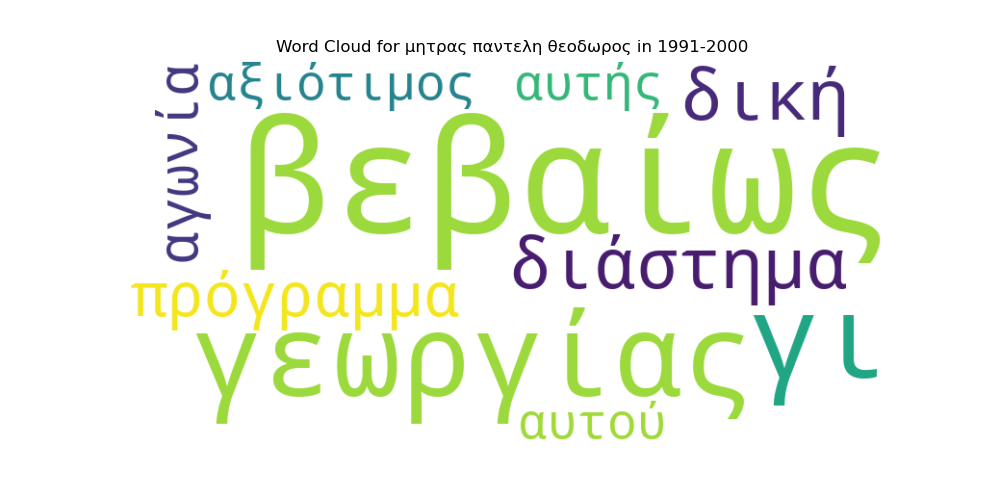 Word Cloud for μητρας παντελη θεοδωρος in 1991-2000
αγωνία
αξιότιμος
αυτής
δική
βεβαίως
διάστημα
πρόγραμμα
γεωργίας
γι
αυτού